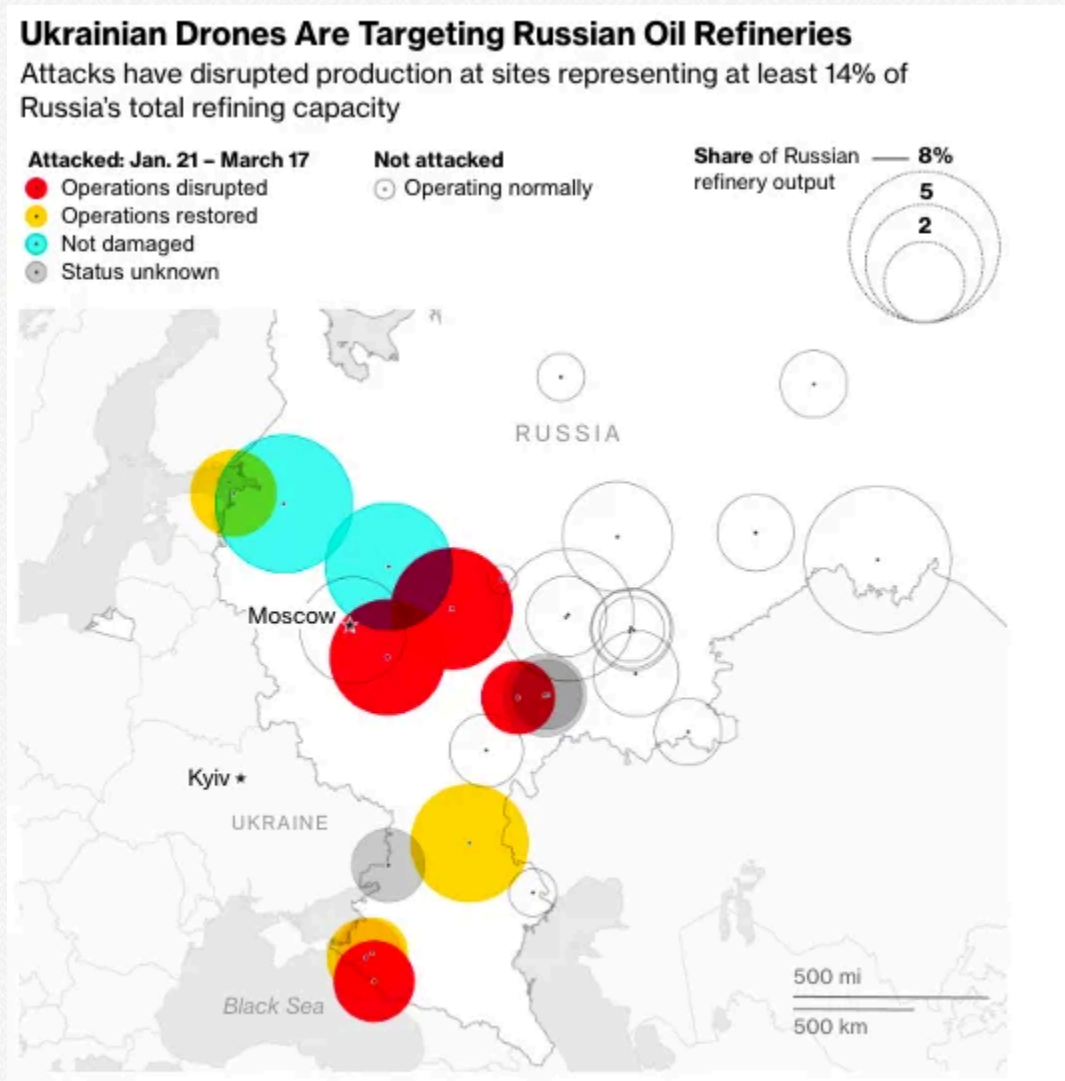 Ukrainian Drones Are Targeting Russian Oil Refineries
Attacks have disrupted production at sites representing at least 14% of
Russia's total refining capacity
Attacked: Jan. 21 – March 17
Operations disrupted
Operations restored
Not damaged
Status unknown
Not attacked
Operating normally
Share of Russian
refinery output
8%
5
2
RUSSIA
Moscow
Kyiv
UKRAINE
Black Sea
500 mi
500 km